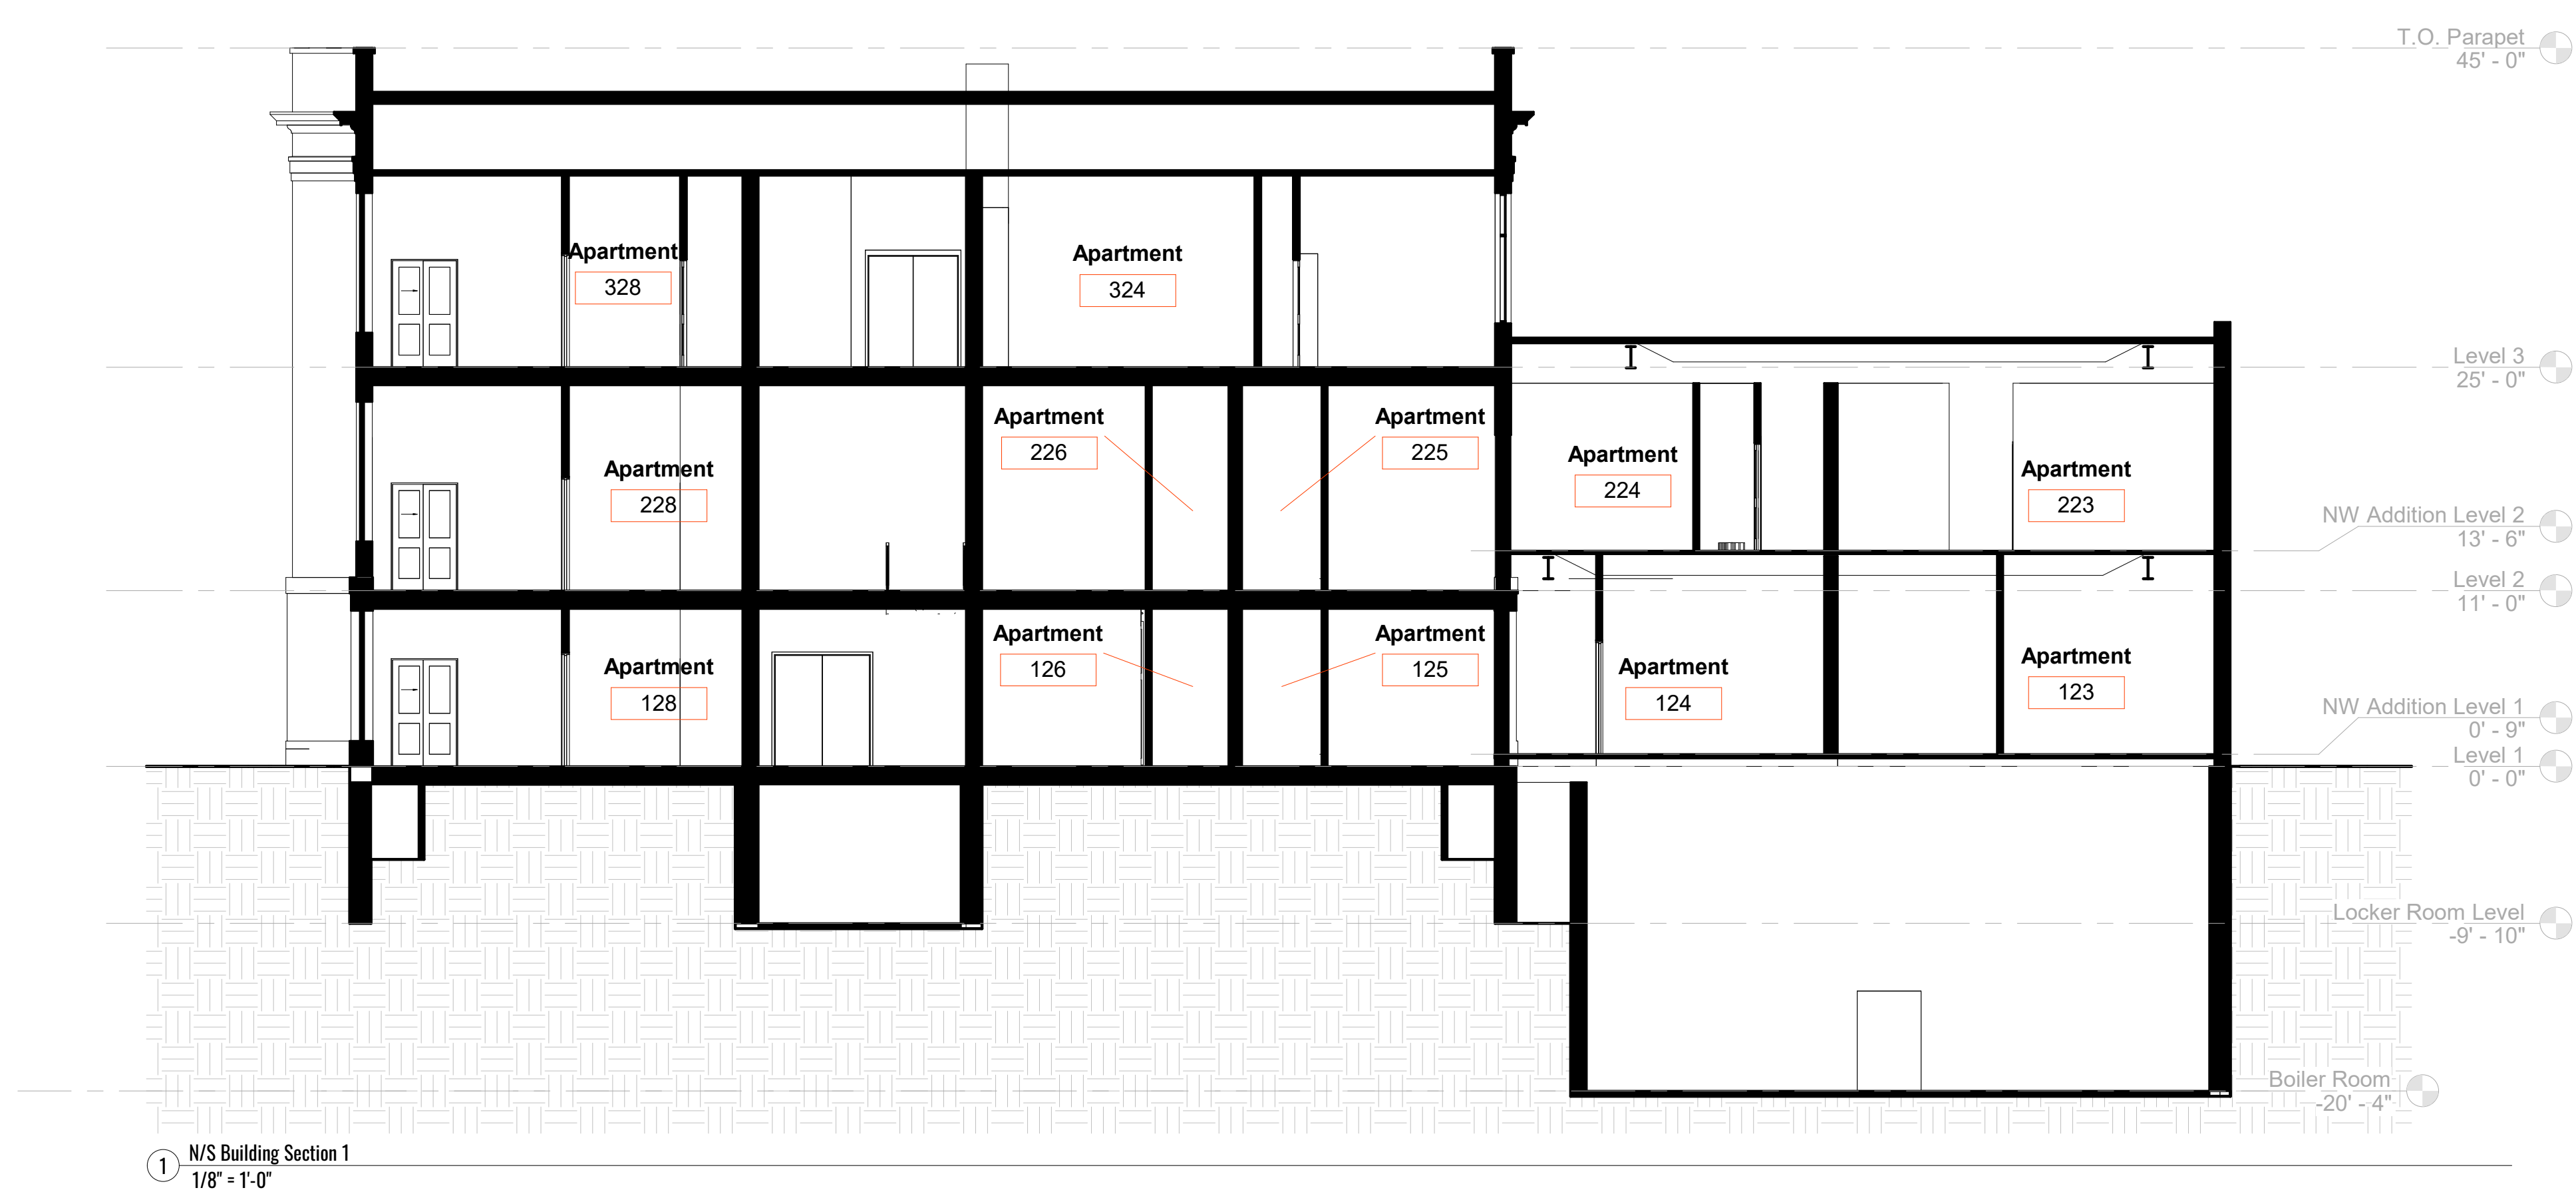 T.O. Parapet
45' - 0"
Apartment
328
Apartment
324
Level 3
25' - 0"
Apartment
226
Apartment
225
Apartment
228
Apartment
224
Apartment
223
NW Addition Level 2
13' - 6"
Level 2
11' - 0"
Apartment
126
Apartment
125
Apartment
128
Apartment
124
Apartment
123
NW Addition Level 1
0' - 9"
Level 1
0' - 0"
Locker Room Level
-9' - 10"
Boiler Room
-20' - 4"
1
N/S Building Section 1
1/8" = 1'-0"